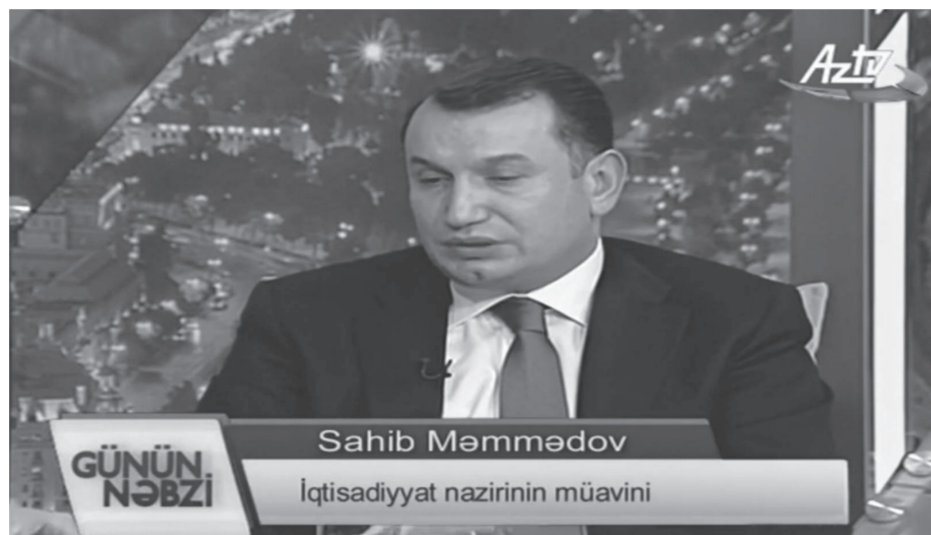 AzTV
Sahib Məmmədov
GÜNÜN
NƏBZİ
İqtisadiyyat nazirinin müavini